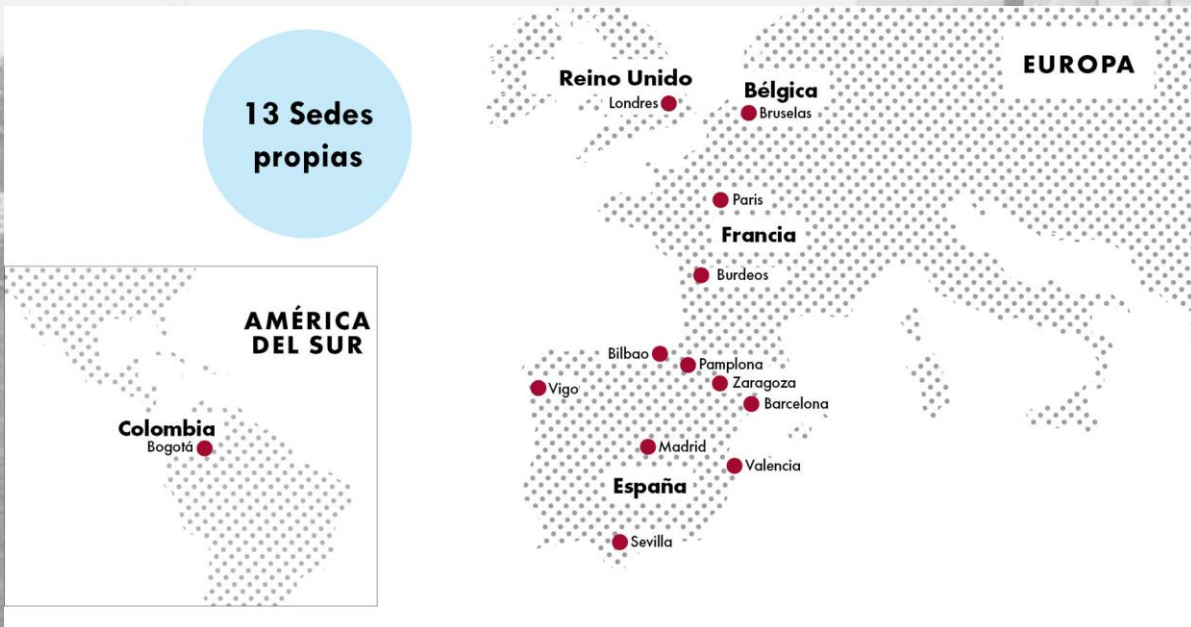 13 Sedes
propias
EUROPA
Reino Unido
Londres
Bélgica
Bruselas
Paris
Francia
Burdeos
Bilbao
Pamplona
Zaragoza
Vigo
Barcelona
Madrid
Valencia
España
Sevilla
AMÉRICA
DEL SUR
Colombia
Bogotá